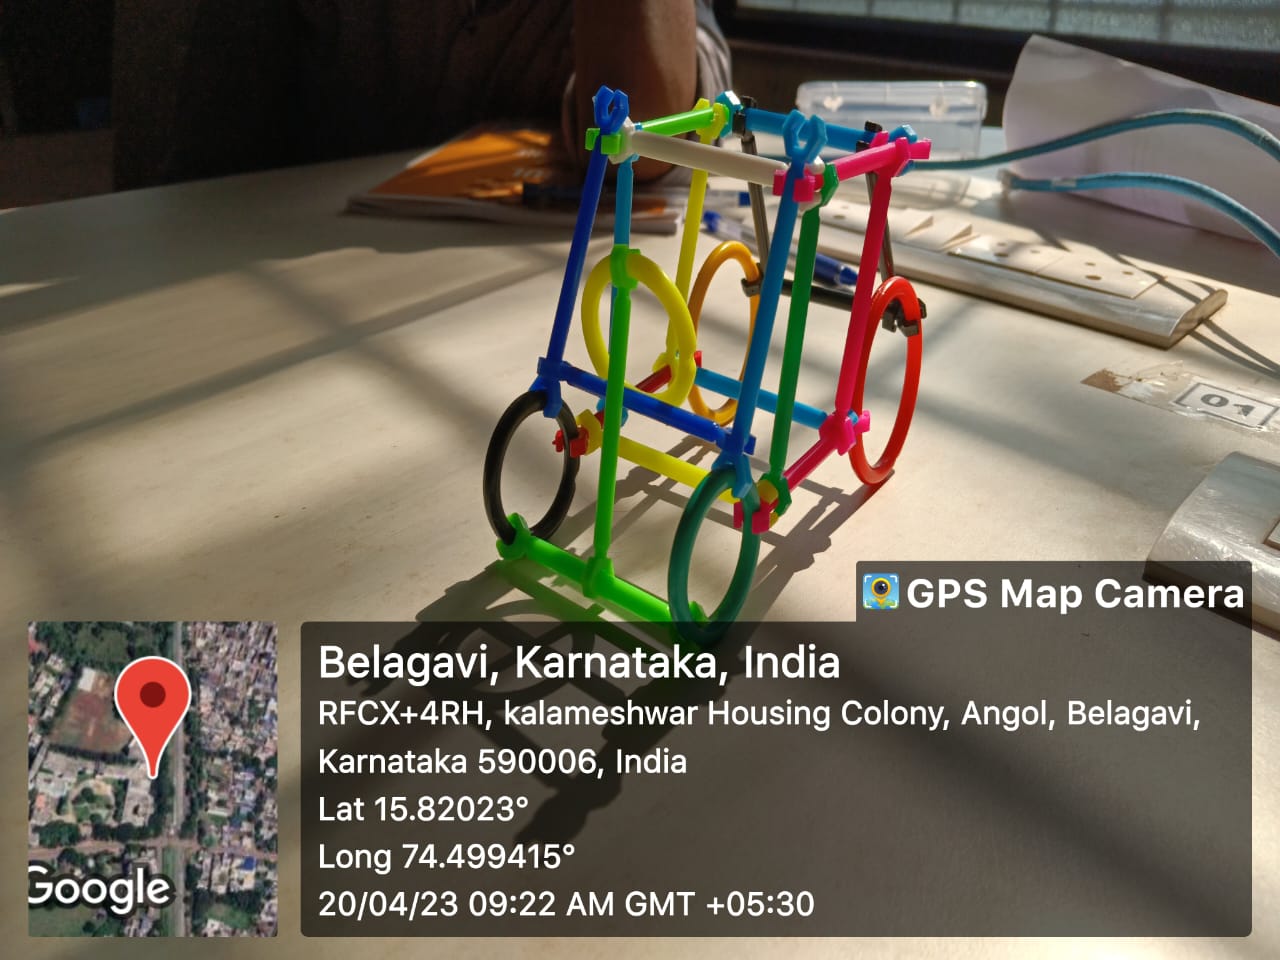 01
GPS Map Camera
Belagavi, Karnataka, India
RFCX+4RH, kalameshwar Housing Colony, Angol, Belagavi,
Karnataka 590006, India
Lat 15.82023°
Long 74.499415°
20/04/23 09:22 AM GMT +05:30
Google